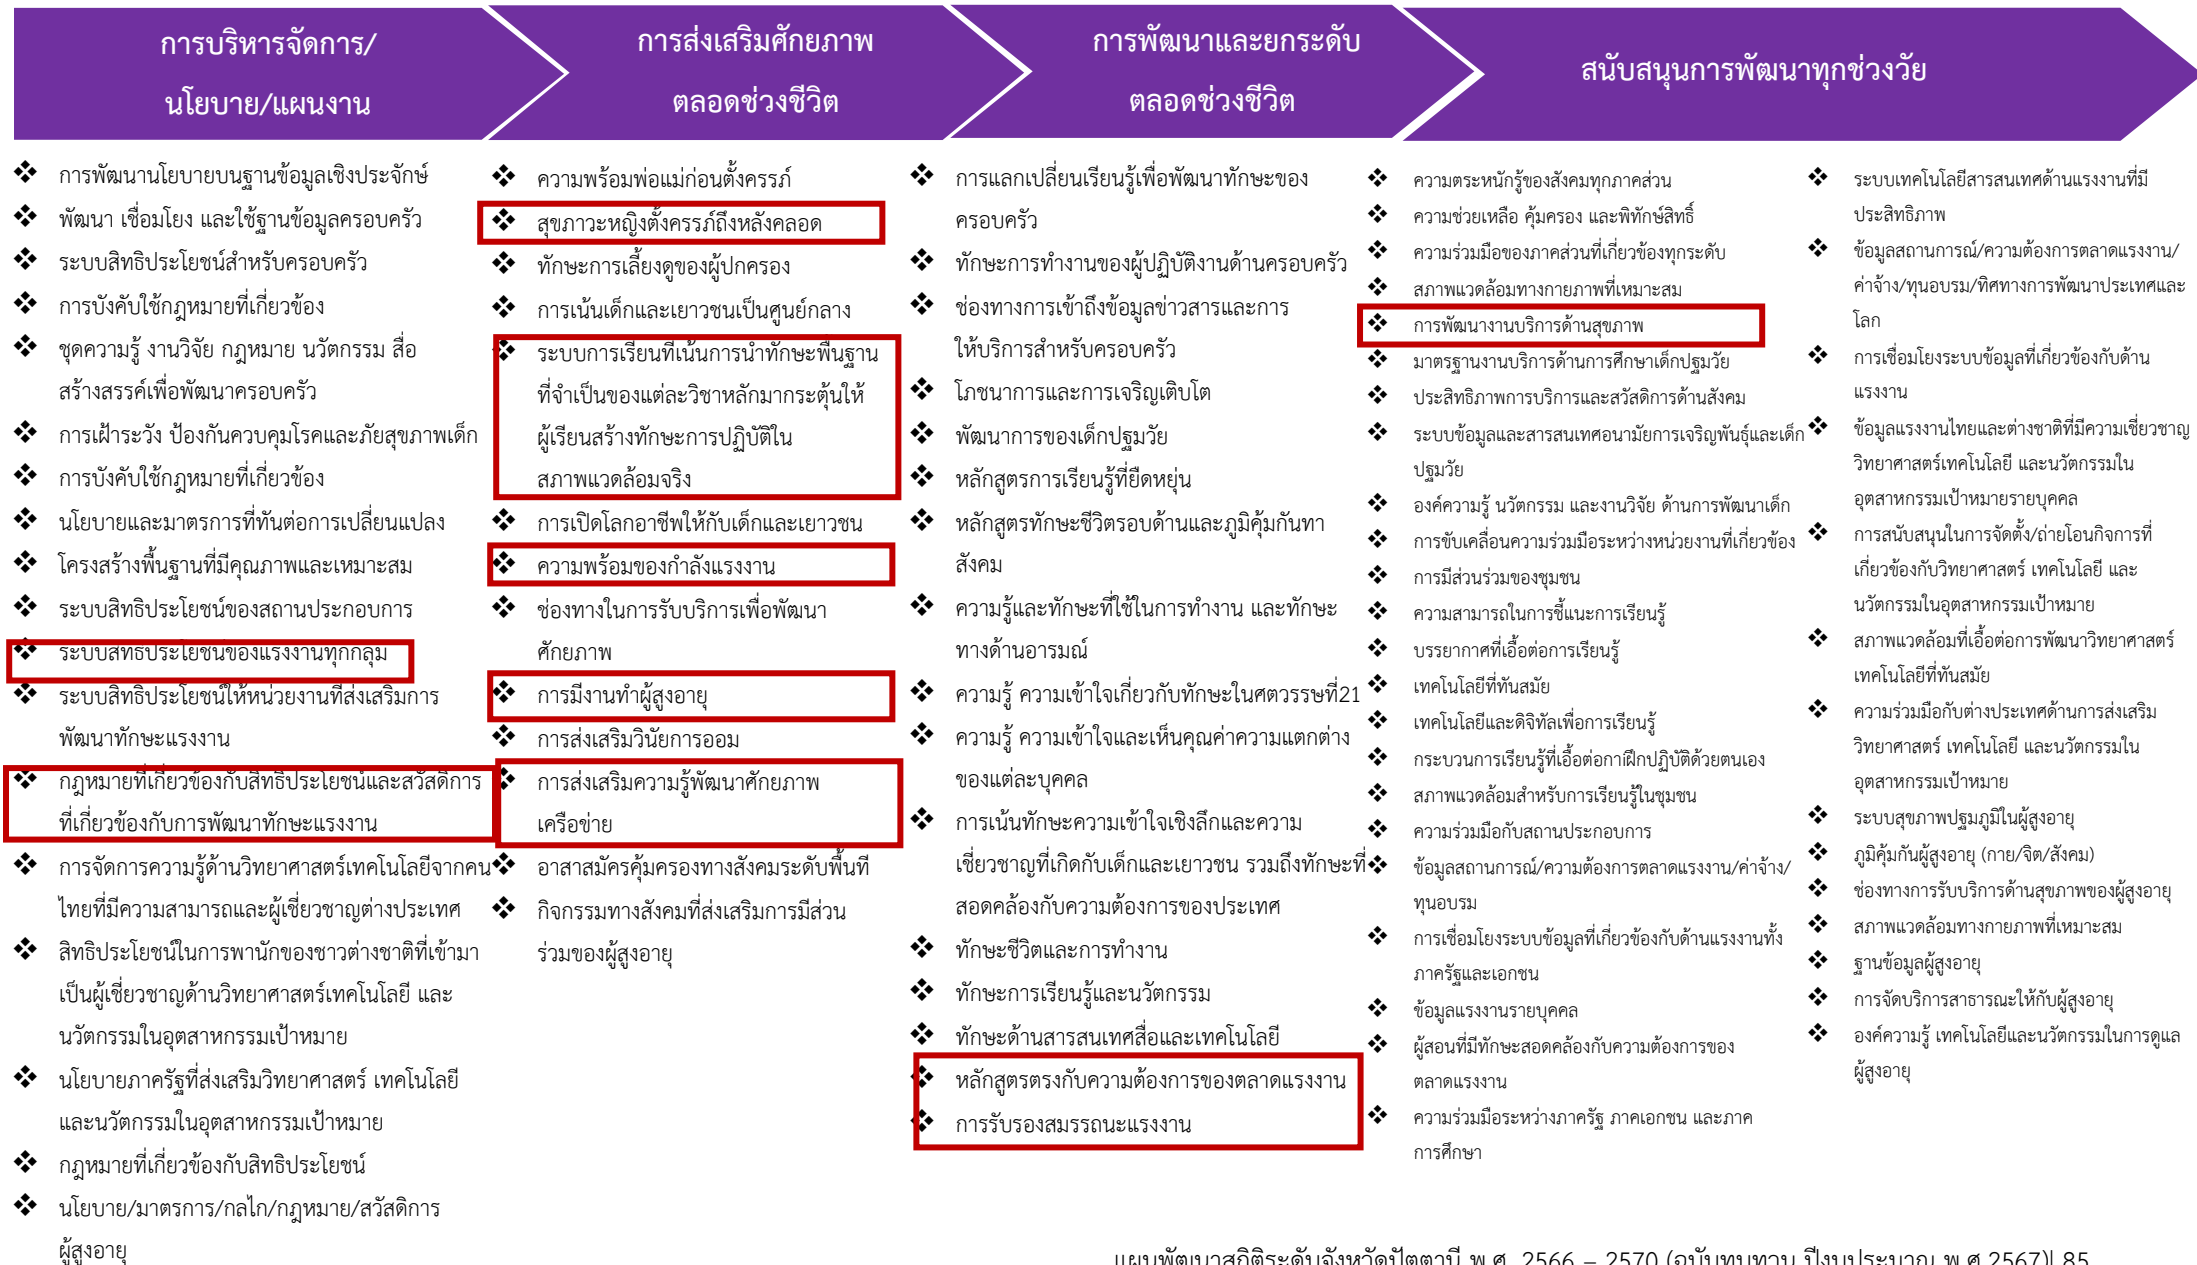 การบริหารจัดการ/
นโยบาย/แผนงาน
การส่งเสริมศักยภาพ
ตลอดช่วงชีวิต
การพัฒนาและยกระดับ
ตลอดช่วงชีวิต
สนับสนุนการพัฒนาทุกช่วงวัย
❖ การพัฒนานโยบายบนฐานข้อมูลเชิงประจักษ์
❖ พัฒนา เชื่อมโยง และใช้ฐานข้อมูลครอบครัว
❖ ระบบสิทธิประโยชน์สำหรับครอบครัว
❖ การบังคับใช้กฎหมายที่เกี่ยวข้อง
❖ ชุดความรู้ งานวิจัย กฎหมาย นวัตกรรม สื่อ
สร้างสรรค์เพื่อพัฒนาครอบครัว
❖ การเฝ้าระวัง ป้องกันควบคุมโรคและภัยสุขภาพเด็ก
❖ การบังคับใช้กฎหมายที่เกี่ยวข้อง
❖ นโยบายและมาตรการที่ทันต่อการเปลี่ยนแปลง
❖ โครงสร้างพื้นฐานที่มีคุณภาพและเหมาะสม
❖ ระบบสิทธิประโยชน์ของสถานประกอบการ
❖ ระบบสิทธิประโยชน์ของแรงงานทุกกลุ่ม
❖ ระบบสิทธิประโยชน์ให้หน่วยงานที่ส่งเสริมการ
พัฒนาทักษะแรงงาน
❖ กฎหมายที่เกี่ยวข้องกับสิทธิประโยชน์และสวัสดิการ
ที่เกี่ยวข้องกับการพัฒนาทักษะแรงงาน
❖ การจัดการความรู้ด้านวิทยาศาสตร์เทคโนโลยีจากคน
ไทยที่มีความสามารถและผู้เชี่ยวชาญต่างประเทศ
❖ สิทธิประโยชน์ในการพานักของชาวต่างชาติที่เข้ามา
เป็นผู้เชี่ยวชาญด้านวิทยาศาสตร์เทคโนโลยี และ
นวัตกรรมในอุตสาหกรรมเป้าหมาย
❖ นโยบายภาครัฐที่ส่งเสริมวิทยาศาสตร์ เทคโนโลยี
และนวัตกรรมในอุตสาหกรรมเป้าหมาย
❖ กฎหมายที่เกี่ยวข้องกับสิทธิประโยชน์
❖ นโยบาย/มาตรการ/กลไก/กฎหมาย/สวัสดิการ
ผู้สูงอายุ
❖ ความพร้อมพ่อแม่ก่อนตั้งครรภ์
❖ สุขภาวะหญิงตั้งครรภ์ถึงหลังคลอด
❖ ทักษะการเลี้ยงดูของผู้ปกครอง
❖ การเน้นเด็กและเยาวชนเป็นศูนย์กลาง
❖ ระบบการเรียนที่เน้นการนำทักษะพื้นฐาน
ที่จำเป็นของแต่ละวิชาหลักมากระตุ้นให้
ผู้เรียนสร้างทักษะการปฏิบัติใน
สภาพแวดล้อมจริง
❖ การเปิดโลกอาชีพให้กับเด็กและเยาวชน
❖ ความพร้อมของกำลังแรงงาน
❖ ช่องทางในการรับบริการเพื่อพัฒนา
ศักยภาพ
❖ การมีงานทำผู้สูงอายุ
❖ การส่งเสริมวินัยการออม
❖ การส่งเสริมความรู้พัฒนาศักยภาพ
เครือข่าย
❖ อาสาสมัครคุ้มครองทางสังคมระดับพื้นที่
❖ กิจกรรมทางสังคมที่ส่งเสริมการมีส่วน
ร่วมของผู้สูงอายุ
❖ การแลกเปลี่ยนเรียนรู้เพื่อพัฒนาทักษะของ
ครอบครัว
❖ ทักษะการทำงานของผู้ปฏิบัติงานด้านครอบครัว
❖ ช่องทางการเข้าถึงข้อมูลข่าวสารและการ
ให้บริการสำหรับครอบครัว
❖ โภชนาการและการเจริญเติบโต
❖ พัฒนาการของเด็กปฐมวัย
❖ หลักสูตรการเรียนรู้ที่ยืดหยุ่น
❖ หลักสูตรทักษะชีวิตรอบด้านและภูมิคุ้มกันทา
สังคม
❖ ความรู้และทักษะที่ใช้ในการทำงาน และทักษะ
ทางด้านอารมณ์
❖ ความรู้ ความเข้าใจเกี่ยวกับทักษะในศตวรรษที่21
❖ ความรู้ ความเข้าใจและเห็นคุณค่าความแตกต่าง
ของแต่ละบุคคล
❖ การเน้นทักษะความเข้าใจเชิงลึกและความ
เชี่ยวชาญที่เกิดกับเด็กและเยาวชน รวมถึงทักษะที่
สอดคล้องกับความต้องการของประเทศ
❖ ทักษะชีวิตและการทำงาน
❖ ทักษะการเรียนรู้และนวัตกรรม
❖ ทักษะด้านสารสนเทศสื่อและเทคโนโลยี
❖ หลักสูตรตรงกับความต้องการของตลาดแรงงาน
❖ การรับรองสมรรถนะแรงงาน
❖ ความตระหนักรู้ของสังคมทุกภาคส่วน
❖ ความช่วยเหลือ คุ้มครอง และพิทักษ์สิทธิ์
❖ ความร่วมมือของภาคส่วนที่เกี่ยวข้องทุกระดับ
❖ สภาพแวดล้อมทางกายภาพที่เหมาะสม
❖ การพัฒนางานบริการด้านสุขภาพ
❖ มาตรฐานงานบริการด้านการศึกษาเด็กปฐมวัย
❖ ประสิทธิภาพการบริการและสวัสดิการด้านสังคม
❖ ระบบข้อมูลและสารสนเทศอนามัยการเจริญพันธุ์และเด็ก
ปฐมวัย
❖ องค์ความรู้ นวัตกรรม และงานวิจัย ด้านการพัฒนาเด็ก
❖ การขับเคลื่อนความร่วมมือระหว่างหน่วยงานที่เกี่ยวข้อง
❖ การมีส่วนร่วมของชุมชน
❖ ความสามารถในการชี้แนะการเรียนรู้
❖ บรรยากาศที่เอื้อต่อการเรียนรู้
❖ เทคโนโลยีที่ทันสมัย
❖ เทคโนโลยีและดิจิทัลเพื่อการเรียนรู้
❖ กระบวนการเรียนรู้ที่เอื้อต่อกาฝึกปฏิบัติด้วยตนเอง
❖ สภาพแวดล้อมสำหรับการเรียนรู้ในชุมชน
❖ ความร่วมมือกับสถานประกอบการ
❖ ข้อมูลสถานการณ์/ความต้องการตลาดแรงงาน/ค่าจ้าง/
ทุนอบรม
❖ การเชื่อมโยงระบบข้อมูลที่เกี่ยวข้องกับด้านแรงงานทั้ง
ภาครัฐและเอกชน
❖ ข้อมูลแรงงานรายบุคคล
❖ ผู้สอนที่มีทักษะสอดคล้องกับความต้องการของ
ตลาดแรงงาน
❖ ความร่วมมือระหว่างภาครัฐ ภาคเอกชน และภาค
การศึกษา
❖ ระบบเทคโนโลยีสารสนเทศด้านแรงงานที่มี
ประสิทธิภาพ
❖ ข้อมูลสถานการณ์/ความต้องการตลาดแรงงาน/
ค่าจ้าง/ทุนอบรม/ทิศทางการพัฒนาประเทศและ
โลก
❖ การเชื่อมโยงระบบข้อมูลที่เกี่ยวข้องกับด้าน
แรงงาน
❖ ข้อมูลแรงงานไทยและต่างชาติที่มีความเชี่ยวชาญ
วิทยาศาสตร์เทคโนโลยี และนวัตกรรมใน
อุตสาหกรรมเป้าหมายรายบุคคล
❖ การสนับสนุนในการจัดตั้ง/ถ่ายโอนกิจการที่
เกี่ยวข้องกับวิทยาศาสตร์ เทคโนโลยี และ
นวัตกรรมในอุตสาหกรรมเป้าหมาย
❖ สภาพแวดล้อมที่เอื้อต่อการพัฒนาวิทยาศาสตร์
เทคโนโลยีที่ทันสมัย
❖ ความร่วมมือกับต่างประเทศด้านการส่งเสริม
วิทยาศาสตร์ เทคโนโลยี และนวัตกรรมใน
อุตสาหกรรมเป้าหมาย
❖ ระบบสุขภาพปฐมภูมิในผู้สูงอายุ
❖ ภูมิคุ้มกันผู้สูงอายุ (กาย/จิต/สังคม)
❖ ช่องทางการรับบริการด้านสุขภาพของผู้สูงอายุ
❖ สภาพแวดล้อมทางกายภาพที่เหมาะสม
❖ ฐานข้อมูลผู้สูงอายุ
❖ การจัดบริการสาธารณะให้กับผู้สูงอายุ
❖ องค์ความรู้ เทคโนโลยีและนวัตกรรมในการดูแล
ผู้สูงอายุ
แผนพัฒนาสถิติระดับจังหวัดปัตตานี พ.ศ. 2566 – 2570 (ฉบับทบทวน ปีงบประมาณ พ.ศ.2567)| 85